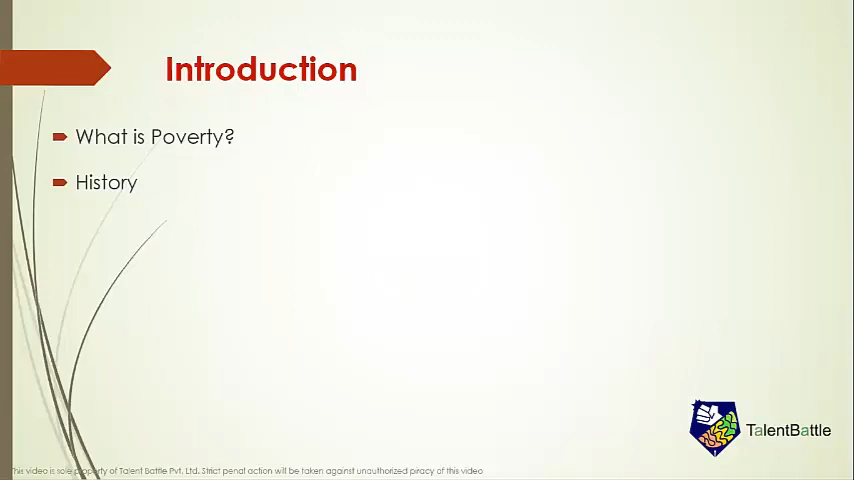 Introduction
What is Poverty?
History
TalentBattle
This video is sole property of Talent Battle Pvt. Ltd. Strict penal action will be taken against unauthorized piracy of this video